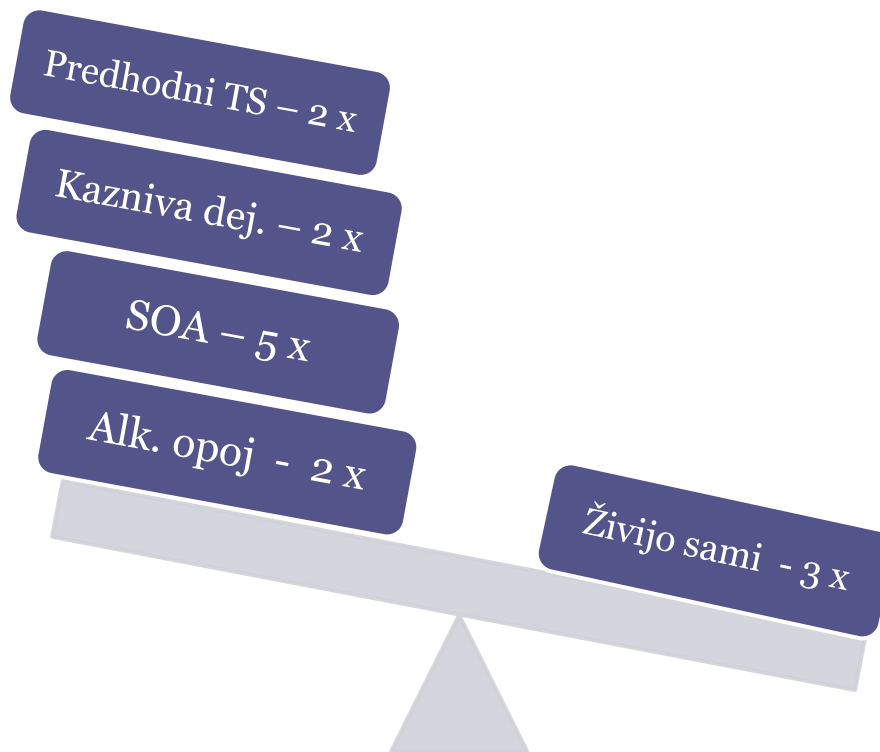 Predhodni TS – 2 x
Kazniva dej. – 2 x
SOA – 5 x
Alk. opoj - 2 x
Živijo sami - 3 x